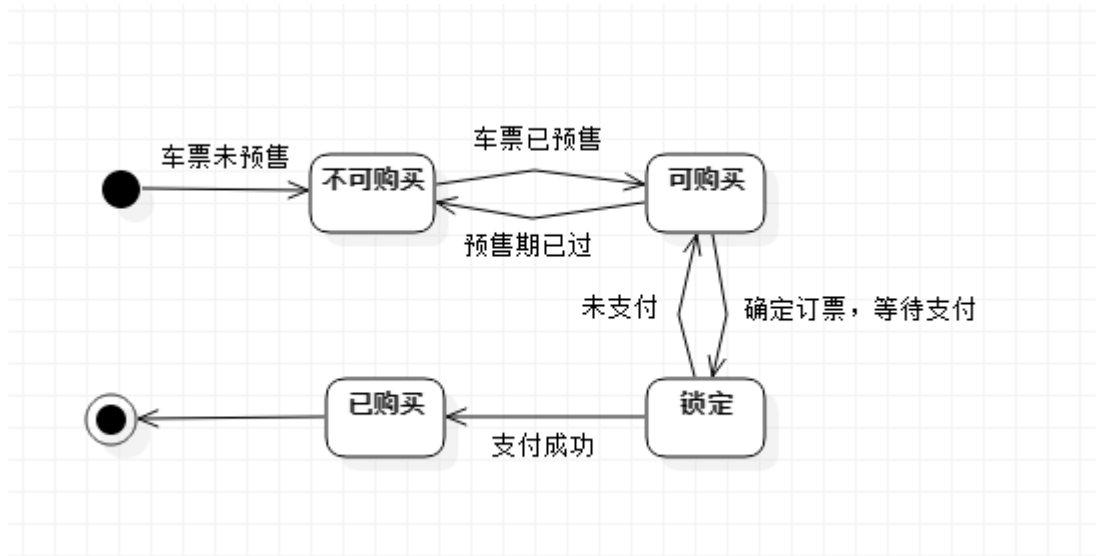 车票未预售
不可购买
车票已预售
可购买
预售期已过
未支付
确定订票，等待支付
已购买
锁定
支付成功